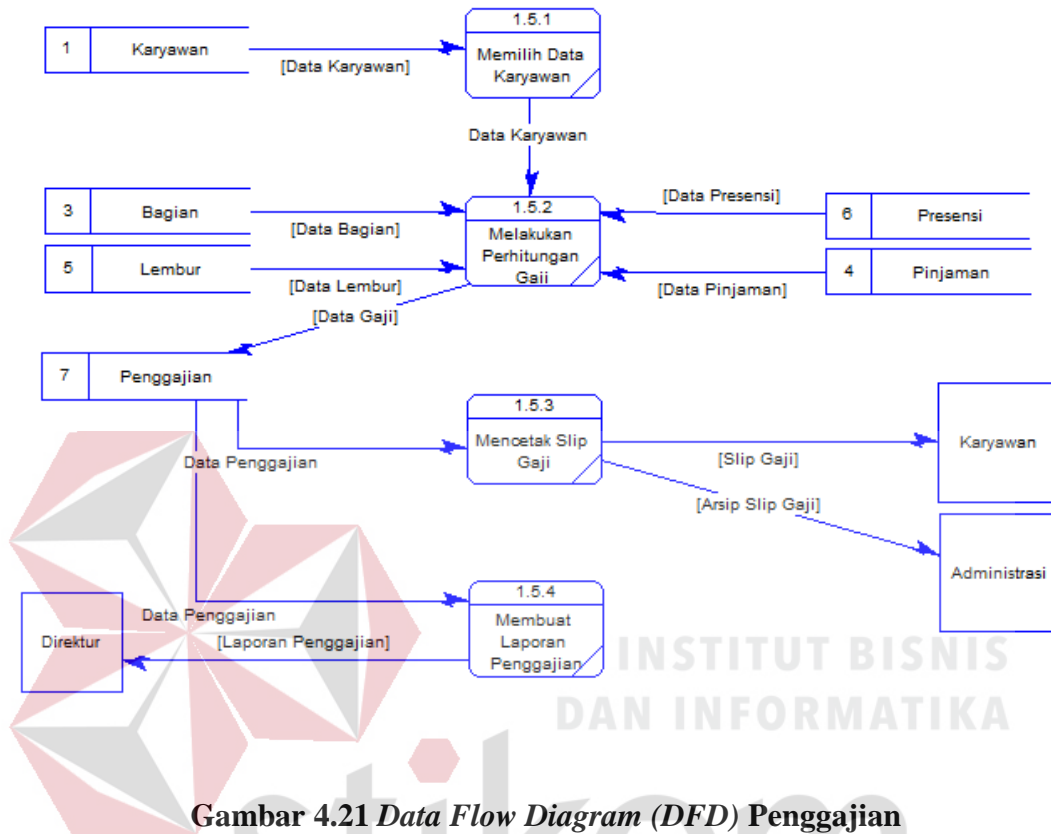 1.5.1
1
Karyawan
[Data Karyawan]
Memilih Data
Karyawan
Data Karyawan
3
Bagian
[Data Bagian]
1.5.2
Melakukan
Perhitungan
Gaji
[Data Presensi]
6
Presensi
5
Lembur
[Data Lembur]
[Data Pinjaman]
4
Pinjaman
[Data Gaji]
7
Penggajian
1.5.3
Mencetak Slip
Gaji
Data Penggajian
[Slip Gaji]
Karyawan
[Arsip Slip Gaji]
Administrasi
1.5.4
Membuat
Laporan
Penggajian
Data Penggajian
[Laporan Penggajian]
Direktur
INSTITUT BISNIS
DAN INFORMATIKA
stikom
Gambar 4.21 Data Flow Diagram (DFD) Penggajian